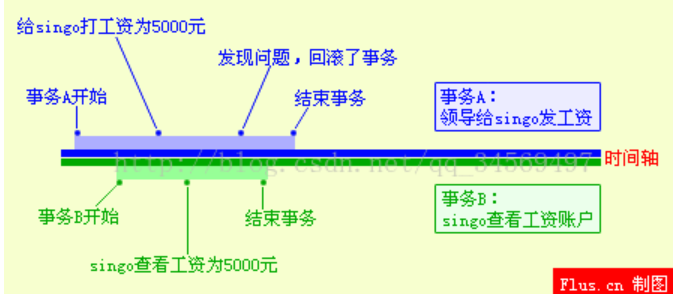 给singo打工资为5000元
发现问题，回滚了事务
事务A开始
结束事务
事务A：
领导给singo发工资
http://blog.csdn.net/qq_34569497
时间轴
事务B开始
结束事务
事务B：
singo查看工资账户
singo查看工资为5000元
Flus.cn 制图